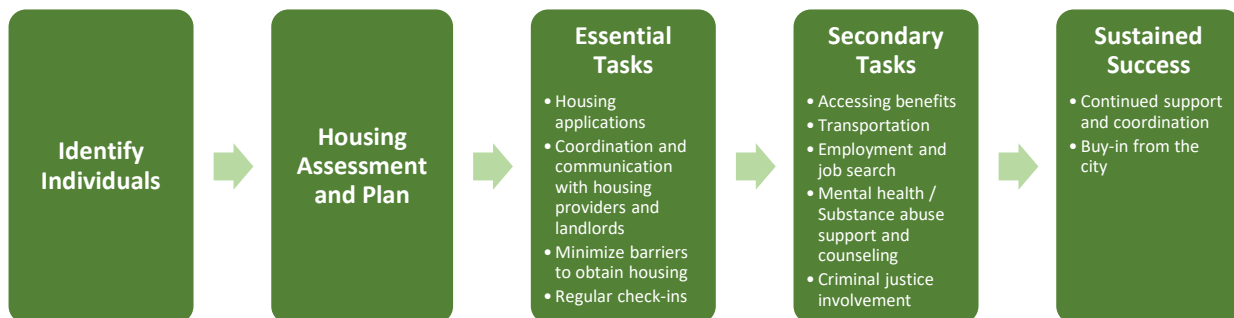 Identify
Individuals
Housing
Assessment
and Plan
Essential
Tasks
• Housing
applications
• Coordination and
communication
with housing
providers and
landlords
• Minimize barriers
to obtain housing
• Regular check-ins
Secondary
Tasks
• Accessing benefits
• Transportation
• Employment and
job search
• Mental health /
Substance abuse
support and
counseling
• Criminal justice
involvement
Sustained
Success
• Continued support
and coordination
• Buy-in from the
city